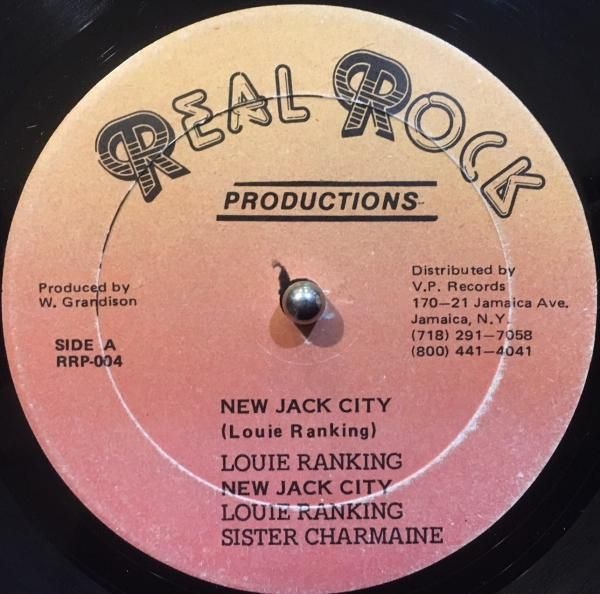 REAL ROCK
PRODUCTIONS
Produced by
W. Grandison
SIDE A
RRP-004
Distributed by
V.P. Records
170-21 Jamaica Ave.
Jamaica, N.Y.
(718) 291-7058
(800) 441-4041
NEW JACK CITY
(Louie Ranking)
LOUIE RANKING
NEW JACK CITY
LOUIE RANKING
SISTER CHARMAINE